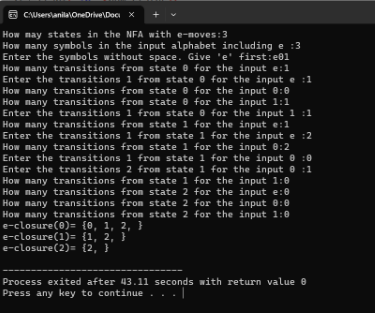 C:\Users\anila\OneDrive\Docu
How may states in the NFA with e-moves:3
How many symbols in the input alphabet including e :3
Enter the symbols without space. Give 'e' first:e01
How many transitions from state 0 for the input e:1
Enter the transitions 1 from state 0 for the input e :1
How many transitions from state 0 for the input 0:0
How many transitions from state 0 for the input 1:1
Enter the transitions 1 from state 0 for the input 1 :1
How many transitions from state 1 for the input e:1
Enter the transitions 1 from state 1 for the input e :2
How many transitions from state 1 for the input 0:2
Enter the transitions 1 from state 1 for the input 0 :0
Enter the transitions 2 from state 1 for the input 0 :1
How many transitions from state 1 for the input 1:0
How many transitions from state 2 for the input e:0
How many transitions from state 2 for the input 0:0
How many transitions from state 2 for the input 1:0
e-closure(0)= {0, 1, 2, }
e-closure(1)= {1, 2, }
e-closure(2)= {2, }
--------------------------------
Process exited after 43.11 seconds with return value 0
Press any key to continue . . .